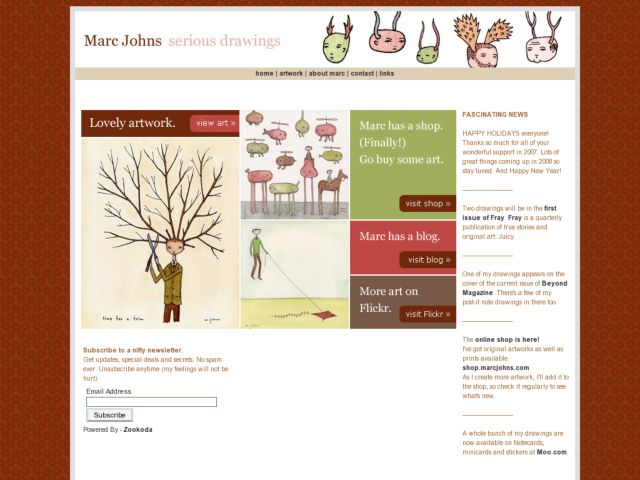 Marc Johns serious drawings
home | artwork | about marc | contact | links
Lovely artwork.
view art »
time for a trim
m. johns
Marc has a shop.
(Finally!)
Go buy some art.
visit shop »
Marc has a blog.
visit blog »
More art on
Flickr.
visit Flickr »
FASCINATING NEWS
HAPPY HOLIDAYS everyone!
Thanks so much for all of your
wonderful support in 2007. Lots of
great things coming up in 2008 so
stay tuned. And Happy New Year!
Two drawings will be in the first
issue of Fray. Fray is a quarterly
publication of true stories and
original art. Juicy.
One of my drawings appears on the
cover of the current issue of Beyond
Magazine. There's a few of my
post-it note drawings in there too.
The online shop is here!
I've got original artworks as well as
prints available.
shop.marcjohns.com
As I create more artwork, I'll add it to
the shop, so check it regularly to see
what's new.
A whole bunch of my drawings are
now available on Notecards,
minicards and stickers at Moo.com.
Subscribe to a nifty newsletter.
Get updates, special deals and secrets. No spam
ever. Unsubscribe anytime (my feelings will not be
hurt).
Email Address
Subscribe
Powered By - Zookoda